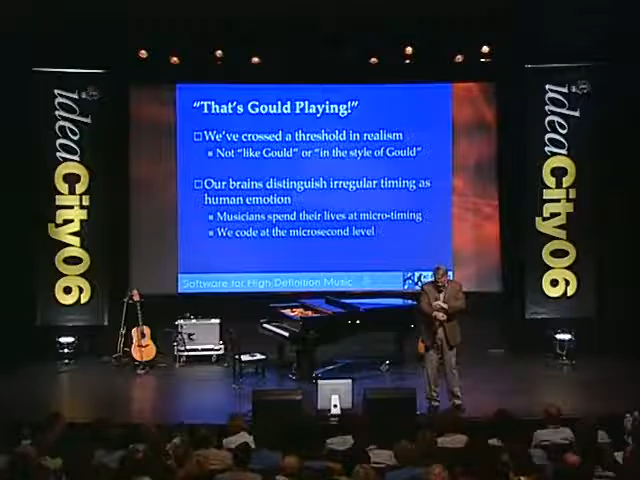 "That's Gould Playing!"
We've crossed a threshold in realism
Not "like Gould" or "in the style of Gould"
Our brains distinguish irregular timing as
human emotion
Musicians spend their lives at micro-timing
We code at the microsecond level
Software for High Definition Music
ideaCity06
ideaCity06